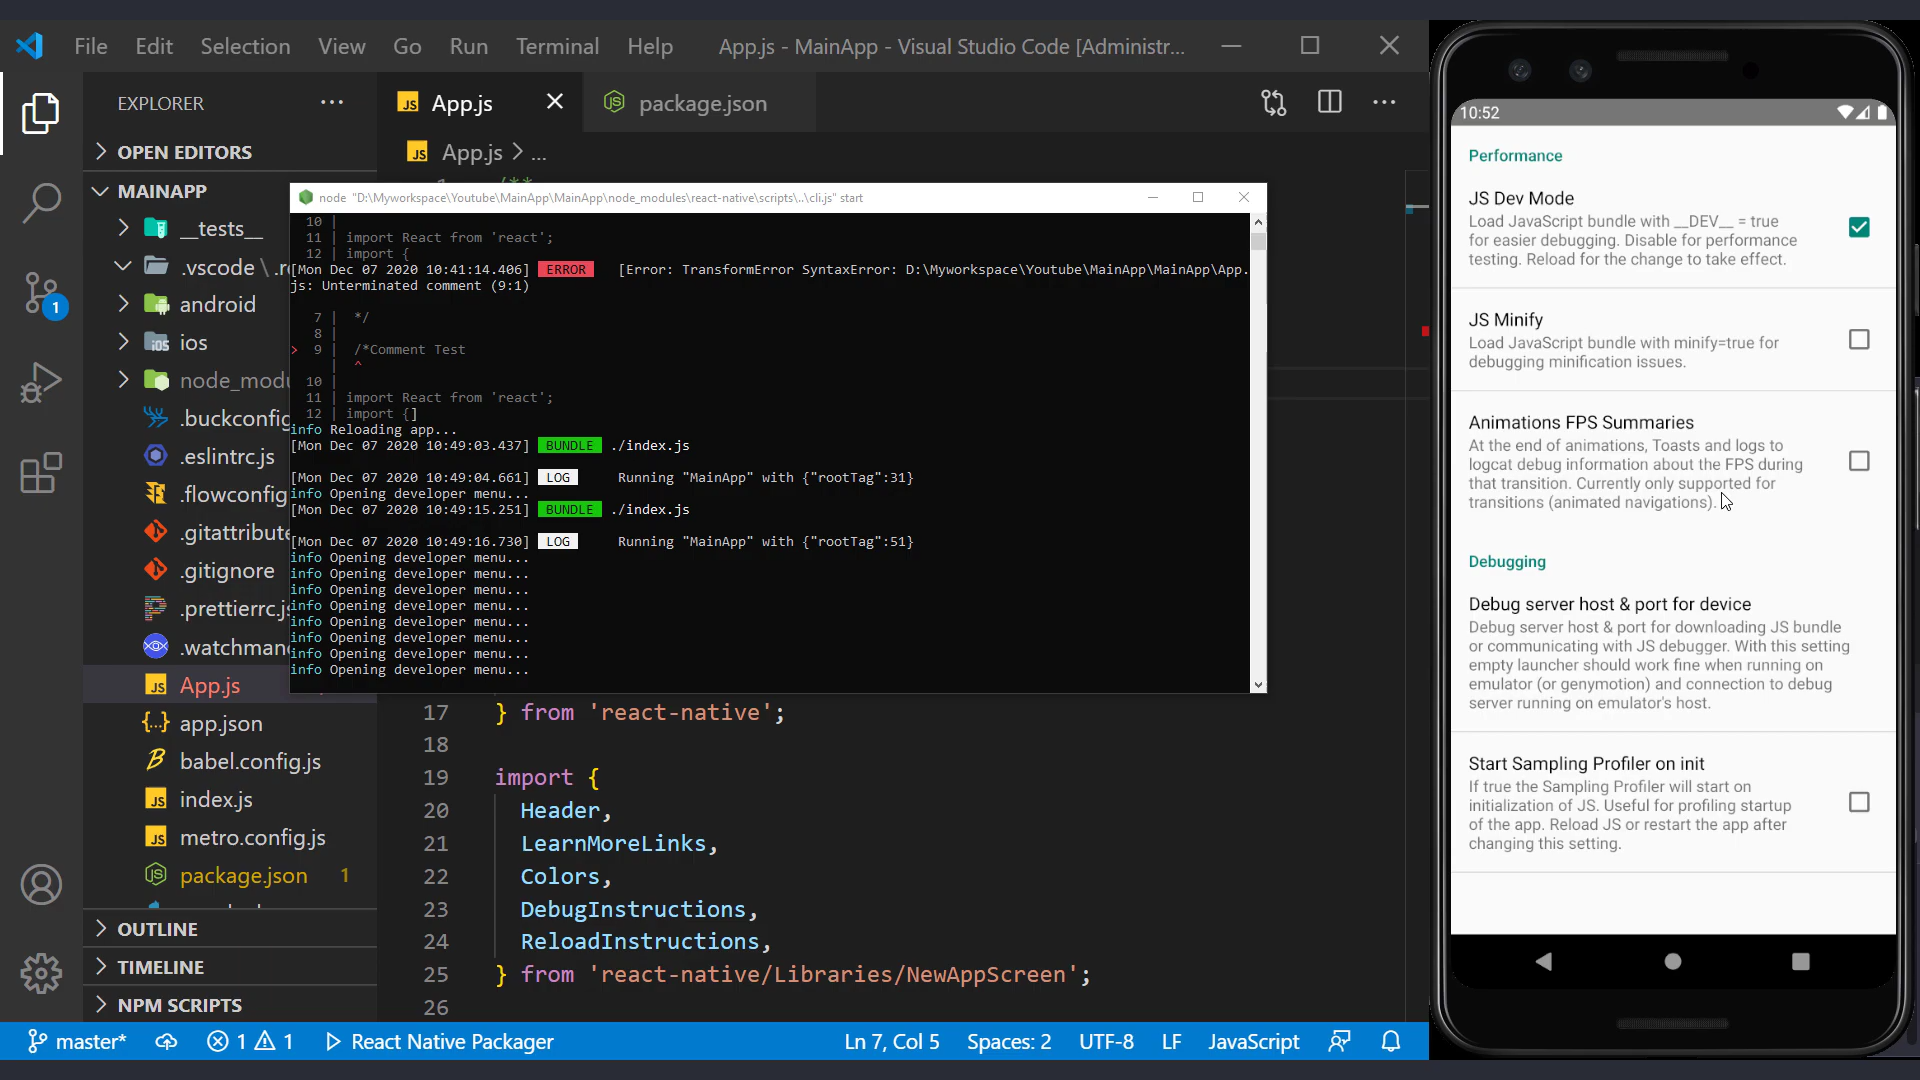 File Edit Selection View Go Run Terminal Help App.js - MainApp - Visual Studio Code [Administr...
EXPLORER
OPEN EDITORS
MAINAPP
__tests__
.vscode \ .re
android
ios
node_modu
.buckconfig
.eslintrc.js
.flowconfig
.gitattribute
.gitignore
.prettierrc.js
.watchman
App.js
app.json
babel.config.js
index.js
metro.config.js
package.json 1
OUTLINE
TIMELINE
NPM SCRIPTS
1
App.js
package.json
App.js > ...
1 /**
node "D:\Myworkspace\Youtube\MainApp\MainApp\node_modules\react-native\scripts\..\cli.js" start
10 |
11 | import React from 'react';
12 | import {
[Mon Dec 07 2020 10:41:14.406] ERROR [Error: TransformError SyntaxError: D:\Myworkspace\Youtube\MainApp\MainApp\App.
js: Unterminated comment (9:1)
7 | */
8 |
> 9 | /*Comment Test
| ^
10 |
11 | import React from 'react';
12 | import {]
info Reloading app...
[Mon Dec 07 2020 10:49:03.437] BUNDLE ./index.js
[Mon Dec 07 2020 10:49:04.661] LOG Running "MainApp" with {"rootTag":31}
info Opening developer menu...
[Mon Dec 07 2020 10:49:15.251] BUNDLE ./index.js
[Mon Dec 07 2020 10:49:16.730] LOG Running "MainApp" with {"rootTag":51}
info Opening developer menu...
info Opening developer menu...
info Opening developer menu...
info Opening developer menu...
info Opening developer menu...
info Opening developer menu...
info Opening developer menu...
info Opening developer menu...
17 } from 'react-native';
18
19 import {
20 Header,
21 LearnMoreLinks,
22 Colors,
23 DebugInstructions,
24 ReloadInstructions,
25 } from 'react-native/Libraries/NewAppScreen';
26
master* 1 1 React Native Packager Ln 7, Col 5 Spaces: 2 UTF-8 LF JavaScript
10:52
Performance
JS Dev Mode
Load JavaScript bundle with __DEV__ = true
for easier debugging. Disable for performance
testing. Reload for the change to take effect.
JS Minify
Load JavaScript bundle with minify=true for
debugging minification issues.
Animations FPS Summaries
At the end of animations, Toasts and logs to
logcat debug information about the FPS during
that transition. Currently only supported for
transitions (animated navigations).
Debugging
Debug server host & port for device
Debug server host & port for downloading JS bundle
or communicating with JS debugger. With this setting
empty launcher should work fine when running on
emulator (or genymotion) and connection to debug
server running on emulator's host.
Start Sampling Profiler on init
If true the Sampling Profiler will start on
initialization of JS. Useful for profiling startup
of the app. Reload JS or restart the app after
changing this setting.